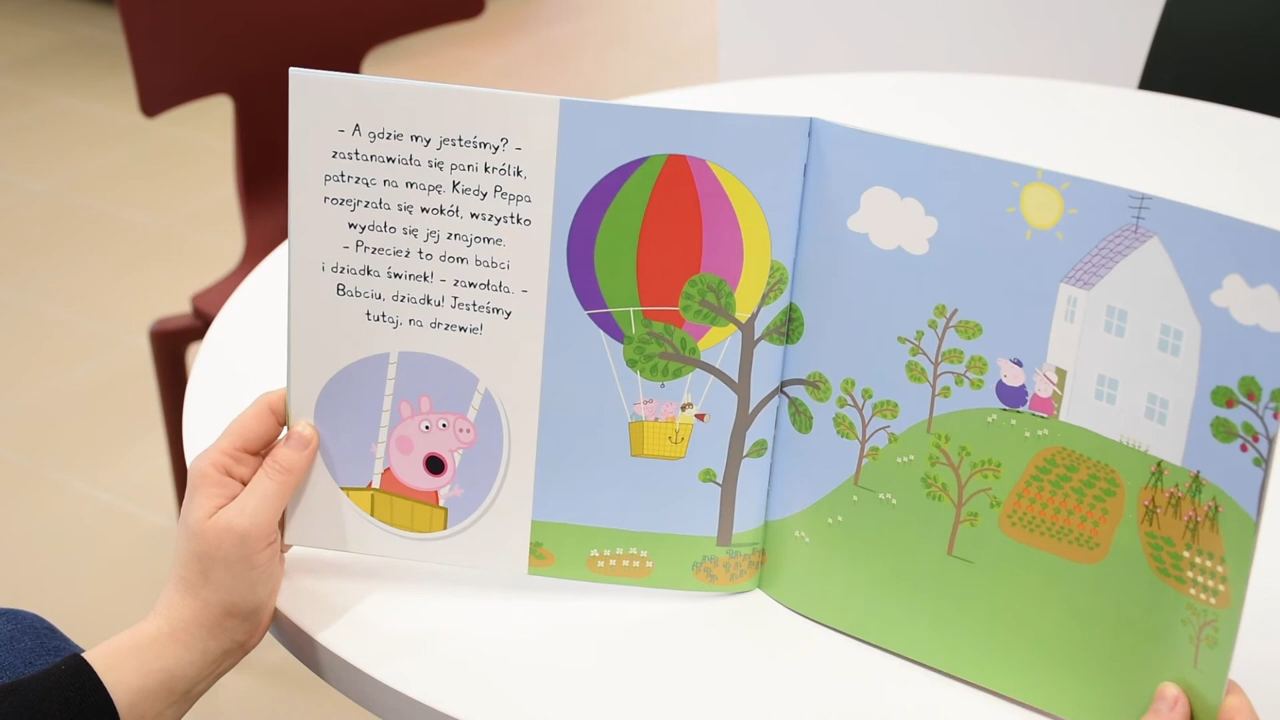 - A gdzie my jesteśmy? -
zastanawiała się pani królik,
patrząc na mapę. Kiedy Peppa
rozejrzała się wokół, wszystko
wydało się jej znajome.
- Przecież to dom babci
i dziadka świnek! - zawołała. -
Babciu, dziadku! Jesteśmy
tutaj, na drzewie!